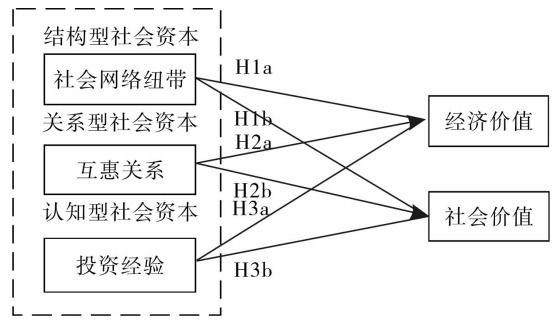 结构型社会资本
社会网络纽带
H1a
关系型社会资本
H1b
经济价值
H2a
互惠关系
H2b
认知型社会资本
H3a
社会价值
投资经验
H3b